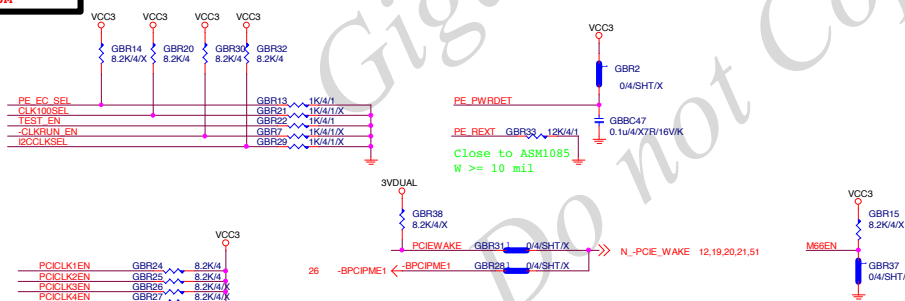 VCC3 VCC3 VCC3 VCC3
GBR14 8.2K/4/X
GBR20 8.2K/4
GBR30 8.2K/4
GBR32 8.2K/4
PE_EC_SEL GBR13 1K/4/1
CLK100SEL GBR21 1K/4/1/X
TEST_EN GBR22 1K/4/1
-CLKRUN_EN GBR7 1K/4/1/X
I2CCLKSEL GBR29 1K/4/1/X
VCC3
GBR2
0/4/SHT/X
PE_PWRDET
GBBC47
0.1u/4/X7R/16V/K
PE_REXT GBR33 12K/4/1
Close to ASM1085
W >= 10 mil
3VDUAL
GBR38
8.2K/4/X
PCIEWAKE GBR31 0/4/SHT/X
N_-PCIE_WAKE 12,19,20,21,51
26 -BPCIPME1 -BPCIPME1 GBR28 0/4/SHT/X
VCC3
GBR15
8.2K/4/X
M66EN
GBR37
0/4/SHT/
VCC3
PCICLK1EN GBR24 8.2K/4
PCICLK2EN GBR25 8.2K/4
PCICLK3EN GBR26 8.2K/4/X
PCICLK4EN GBR27 8.2K/4/X
Do not Cop